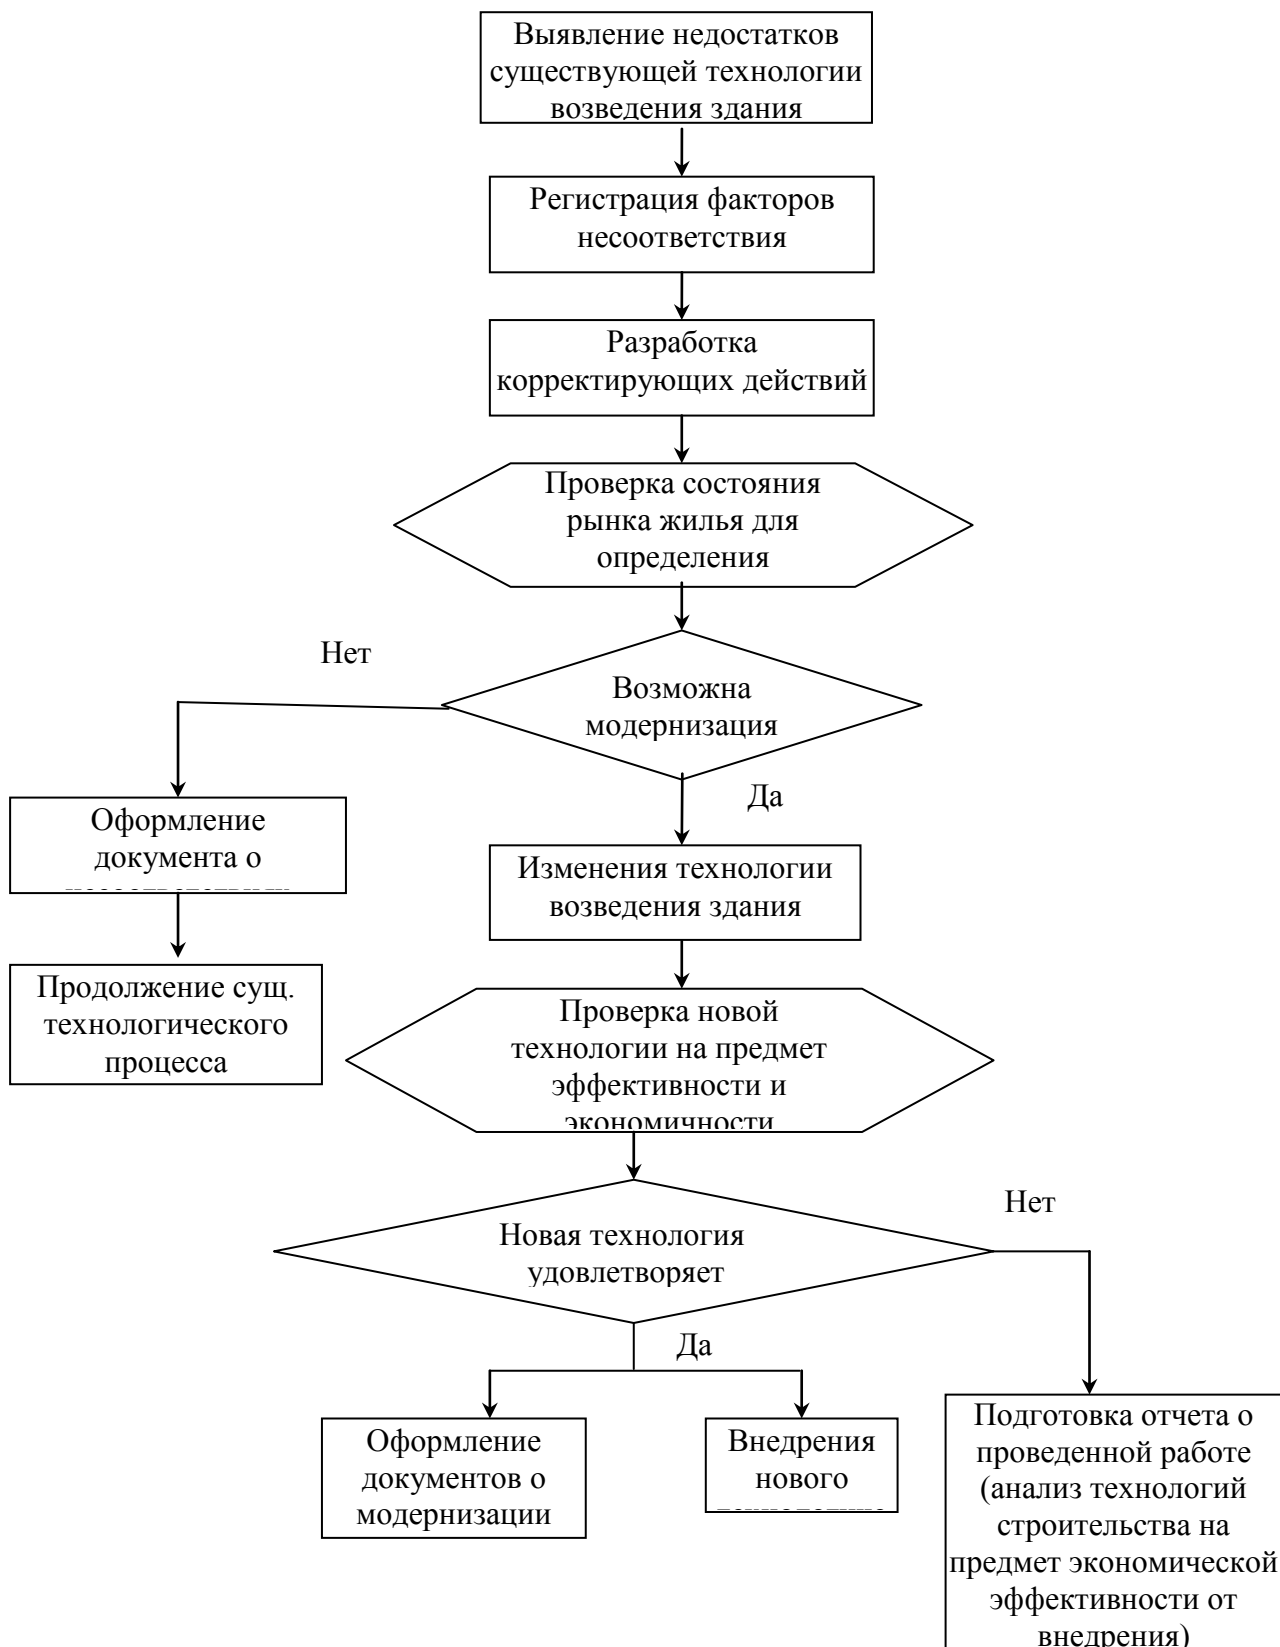 Выявление недостатков
существующей технологии
возведения здания
Регистрация факторов
несоответствия
Разработка
корректирующих действий
Проверка состояния
рынка жилья для
определения
Нет
Возможна
модернизация
Да
Оформление
документа о
Изменения технологии
возведения здания
Продолжение сущ.
технологического
процесса
Проверка новой
технологии на предмет
эффективности и
экономичности
Нет
Новая технология
удовлетворяет
Да
Оформление
документов о
модернизации
Внедрения
нового
Подготовка отчета о
проведенной работе
(анализ технологий
строительства на
предмет экономической
эффективности от
внедрения)